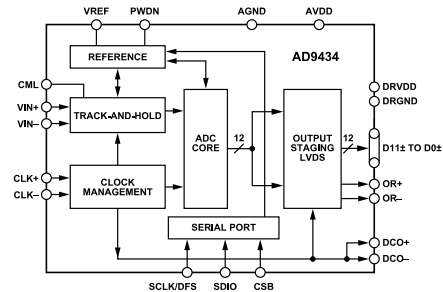 VREF PWDN AGND AVDD
REFERENCE
AD9434
CML
DRVDD
DRGND
VIN+
VIN–
TRACK-AND-HOLD
ADC
CORE
12
OUTPUT
STAGING
LVDS
12
D11± TO D0±
CLK+
CLK–
CLOCK
MANAGEMENT
OR+
OR–
SERIAL PORT
DCO+
DCO–
SCLK/DFS SDIO CSB